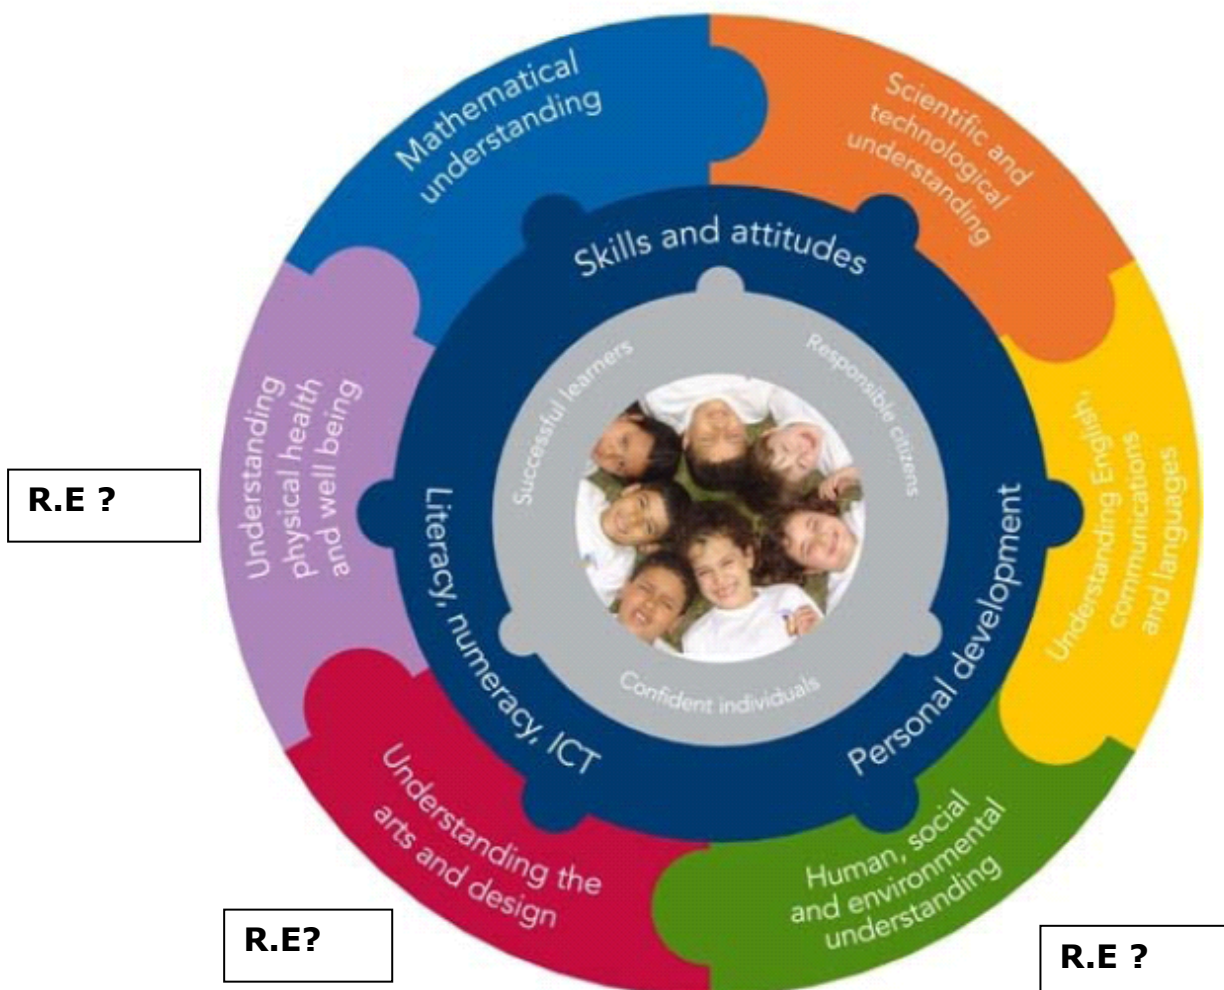 Mathematical
understanding
Scientific and
technological
understanding
Skills and attitudes
Successful learners
Responsible citizens
Understanding
physical health
and well being
Understanding English,
communications
and languages
R.E ?
Literacy, numeracy, ICT
Personal development
Confident individuals
Understanding the
arts and design
Human, social
and environmental
understanding
R.E?
R.E ?